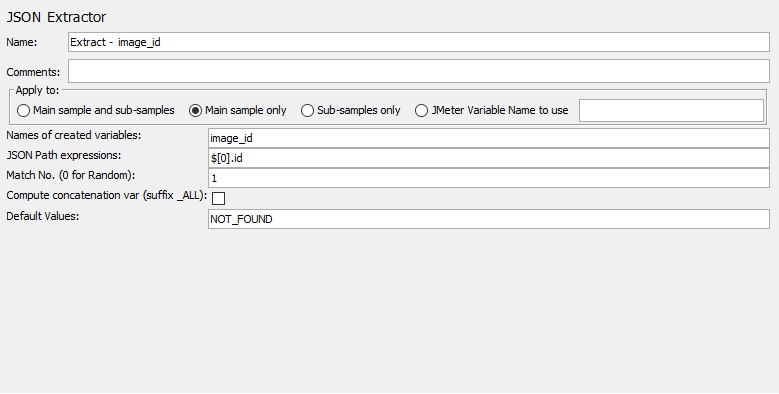 JSON Extractor
Name: Extract - image_id
Comments:
Apply to:
Main sample and sub-samples Main sample only Sub-samples only JMeter Variable Name to use
Names of created variables: image_id
JSON Path expressions: $[0].id
Match No. (0 for Random): 1
Compute concatenation var (suffix _ALL):
Default Values: NOT_FOUND